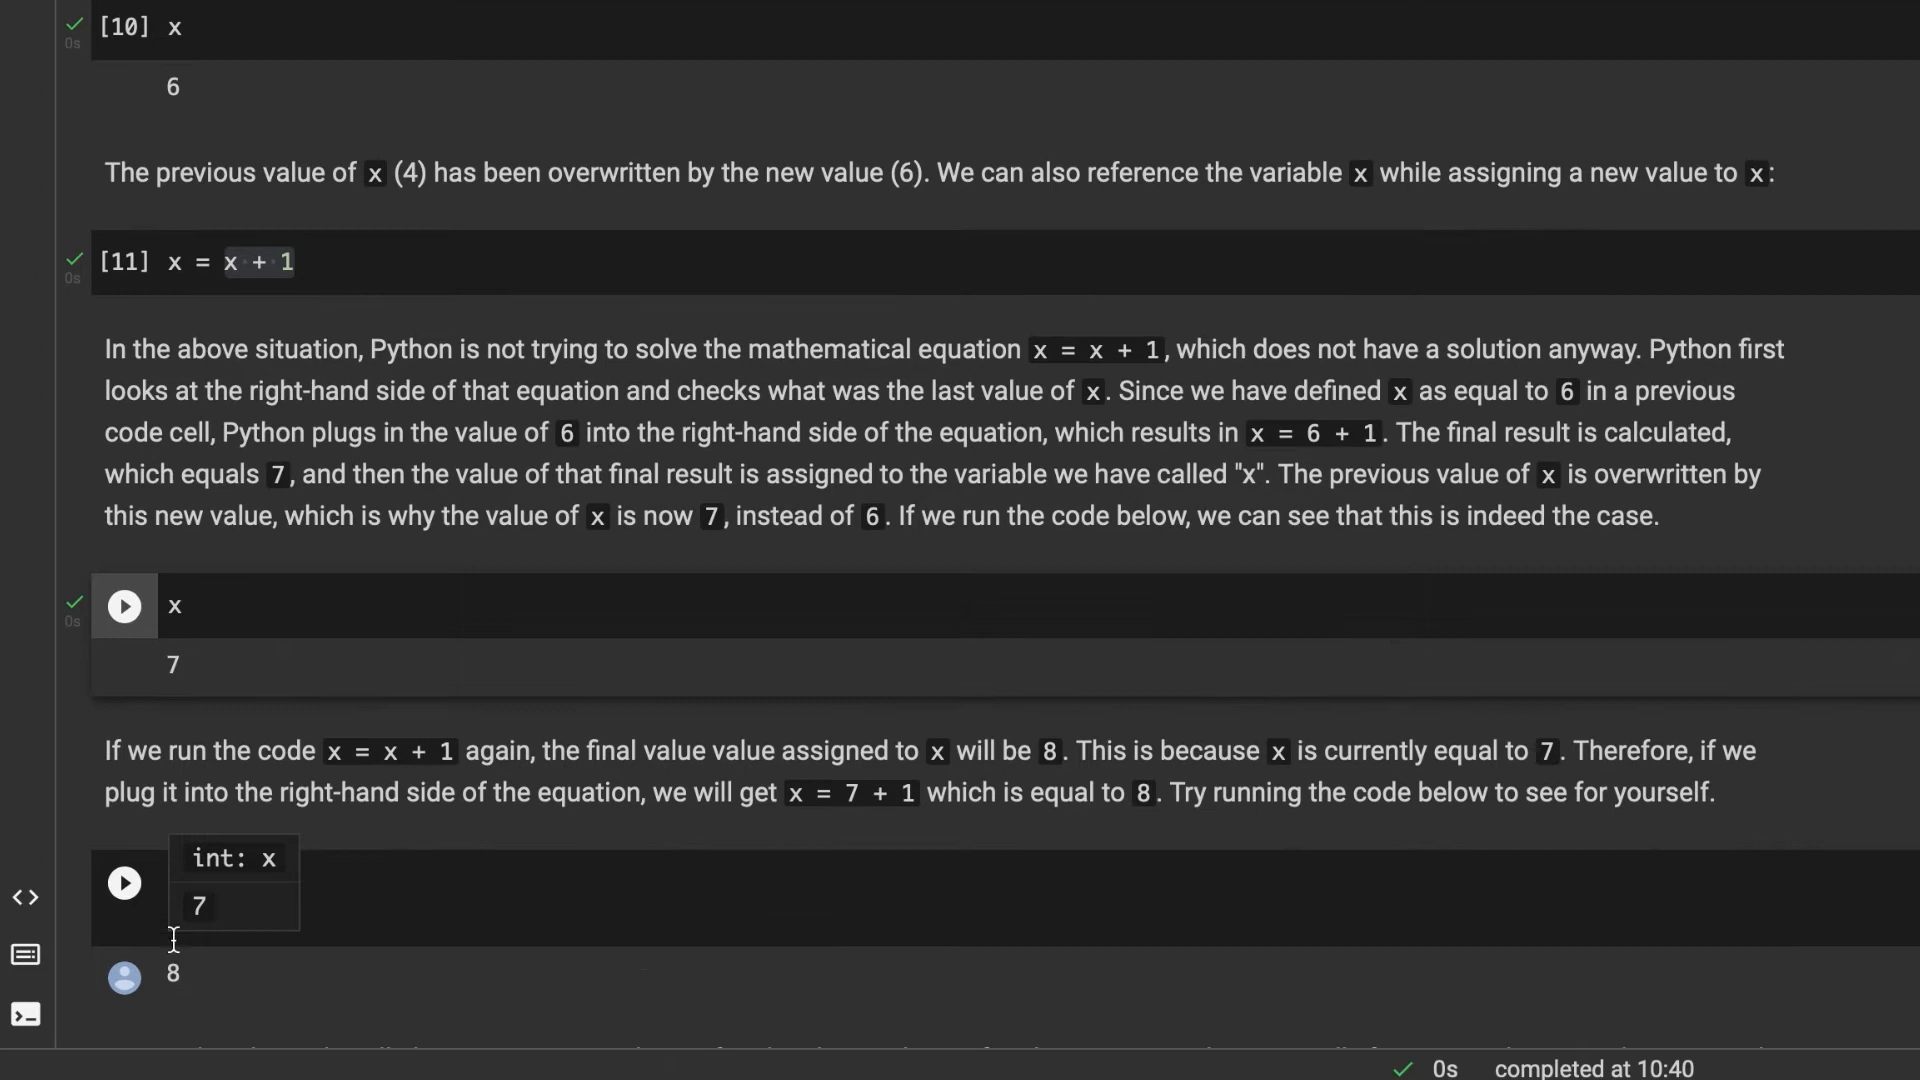 [10] x
0s
6
The previous value of x (4) has been overwritten by the new value (6). We can also reference the variable x while assigning a new value to x:
[11] x = x + 1
0s
In the above situation, Python is not trying to solve the mathematical equation x = x + 1, which does not have a solution anyway. Python first
looks at the right-hand side of that equation and checks what was the last value of x. Since we have defined x as equal to 6 in a previous
code cell, Python plugs in the value of 6 into the right-hand side of the equation, which results in x = 6 + 1. The final result is calculated,
which equals 7, and then the value of that final result is assigned to the variable we have called "x". The previous value of x is overwritten by
this new value, which is why the value of x is now 7, instead of 6. If we run the code below, we can see that this is indeed the case.
x
0s
7
If we run the code x = x + 1 again, the final value value assigned to x will be 8. This is because x is currently equal to 7. Therefore, if we
plug it into the right-hand side of the equation, we will get x = 7 + 1 which is equal to 8. Try running the code below to see for yourself.
int: x
7
8
0s completed at 10:40